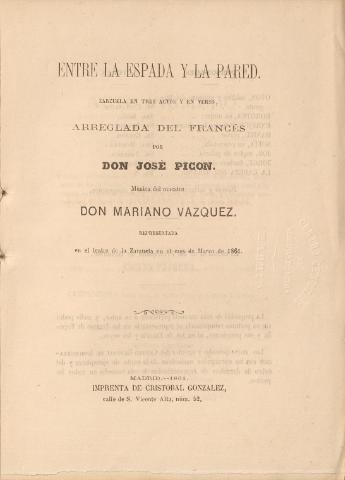 ENTRE LA ESPADA Y LA PARED.
ZARZUELA EN TRES ACTOS Y EN VERSO,
ARREGLADA DEL FRANCÉS
POR
DON JOSÉ PICON.
Música del maestro
DON MARIANO VAZQUEZ.
REPRESENTADA
en el teatro de la Zarzuela en el mes de Marzo de 1861.
MADRID.—1861.
IMPRENTA DE CRISTOBAL GONZALEZ,
calle de S. Vicente Alta, núm. 52,